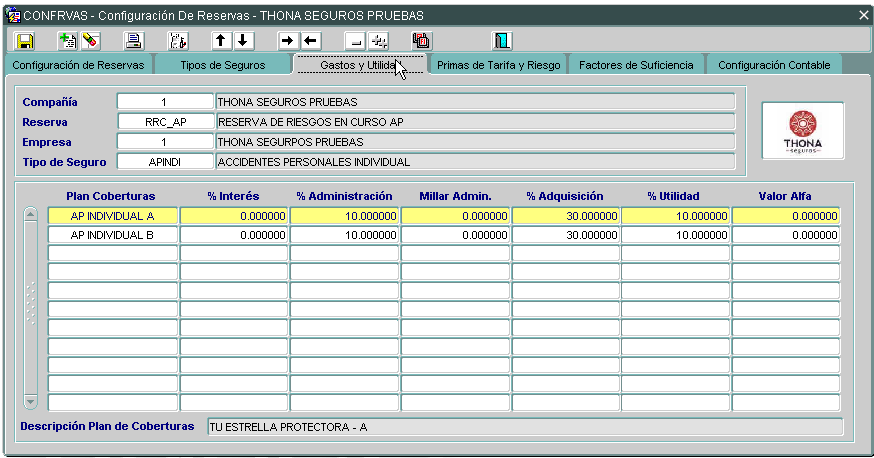 CONFRVAS - Configuración De Reservas - THONA SEGUROS PRUEBAS
Configuración de Reservas Tipos de Seguros Gastos y Utilidad Primas de Tarifa y Riesgo Factores de Suficiencia Configuración Contable
Compañía 1 THONA SEGUROS PRUEBAS
Reserva RRC_AP RESERVA DE RIESGOS EN CURSO AP
Empresa 1 THONA SEGURPOS PRUEBAS
Tipo de Seguro APINDI ACCIDENTES PERSONALES INDIVIDUAL
THONA
seguros
Plan Coberturas % Interés % Administración Millar Admin. % Adquisición % Utilidad Valor Alfa
AP INDIVIDUAL A 0.000000 10.000000 0.000000 30.000000 10.000000 0.000000
AP INDIVIDUAL B 0.000000 10.000000 0.000000 30.000000 10.000000 0.000000
Descripción Plan de Coberturas TU ESTRELLA PROTECTORA - A